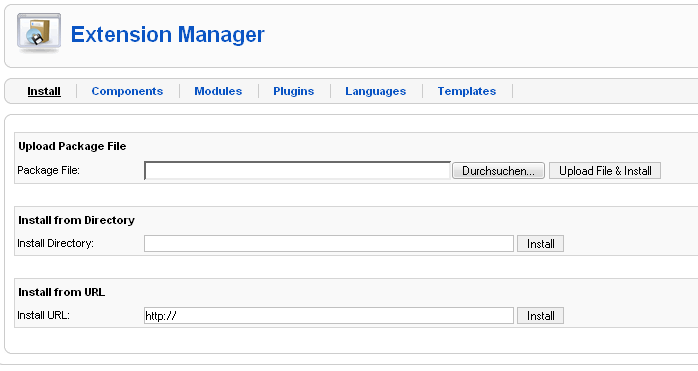 Extension Manager
Install Components Modules Plugins Languages Templates
Upload Package File
Package File: Durchsuchen... Upload File & Install
Install from Directory
Install Directory: Install
Install from URL
Install URL: http:// Install